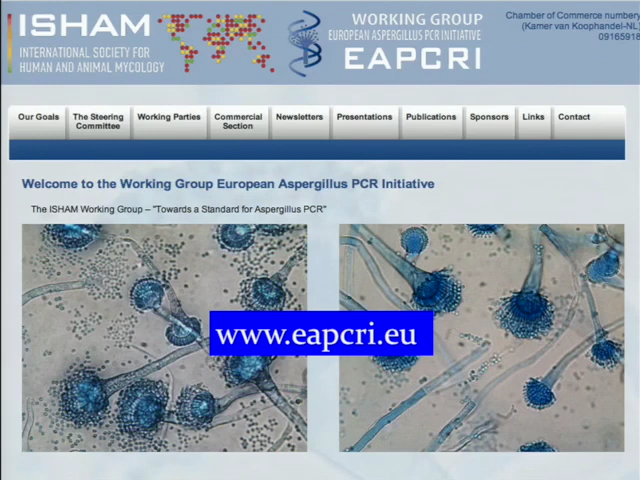 ISHAM
INTERNATIONAL SOCIETY FOR
HUMAN AND ANIMAL MYCOLOGY
WORKING GROUP
EUROPEAN ASPERGILLUS PCR INITIATIVE
EAPCRI
Chamber of Commerce number
(Kamer van Koophandel-NL
09165918
Our Goals
The Steering
Committee
Working Parties
Commercial
Section
Newsletters
Presentations
Publications
Sponsors
Links
Contact
Welcome to the Working Group European Aspergillus PCR Initiative
The ISHAM Working Group – "Towards a Standard for Aspergillus PCR"
www.eapcri.eu